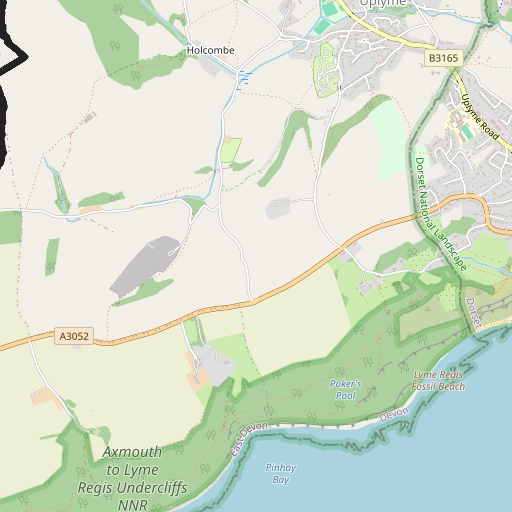 Uplyme
Holcombe
B3165
Uplyme Road
Dorset National Landscape
A3052
Dorset
Lyme Regis
Fossil Beach
Poker's
Pool
Devon
East Devon
Axmouth
to Lyme
Regis Undercliffs
NNR
Pinhay
Bay